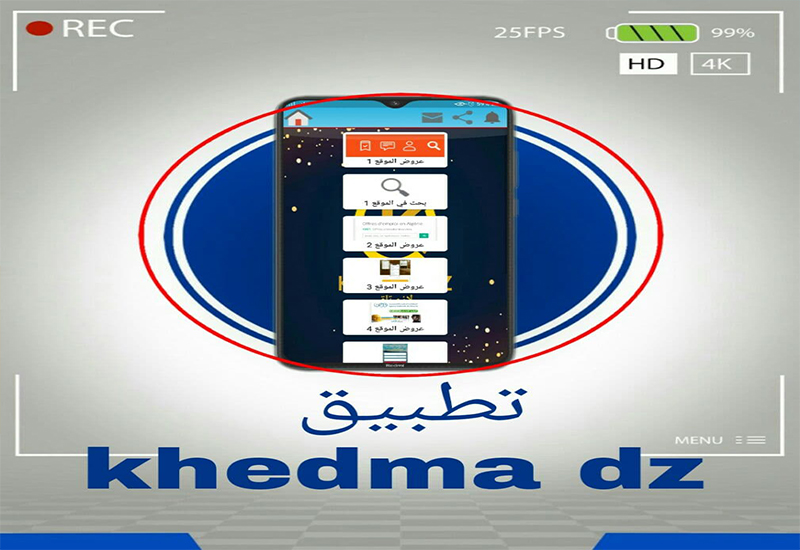 REC
25FPS
99%
HD
4K
عروض الموقع 1
بحث في الموقع 1
عروض الموقع 2
عروض الموقع 3
عروض الموقع 4
تطبيق
MENU
khedma dz